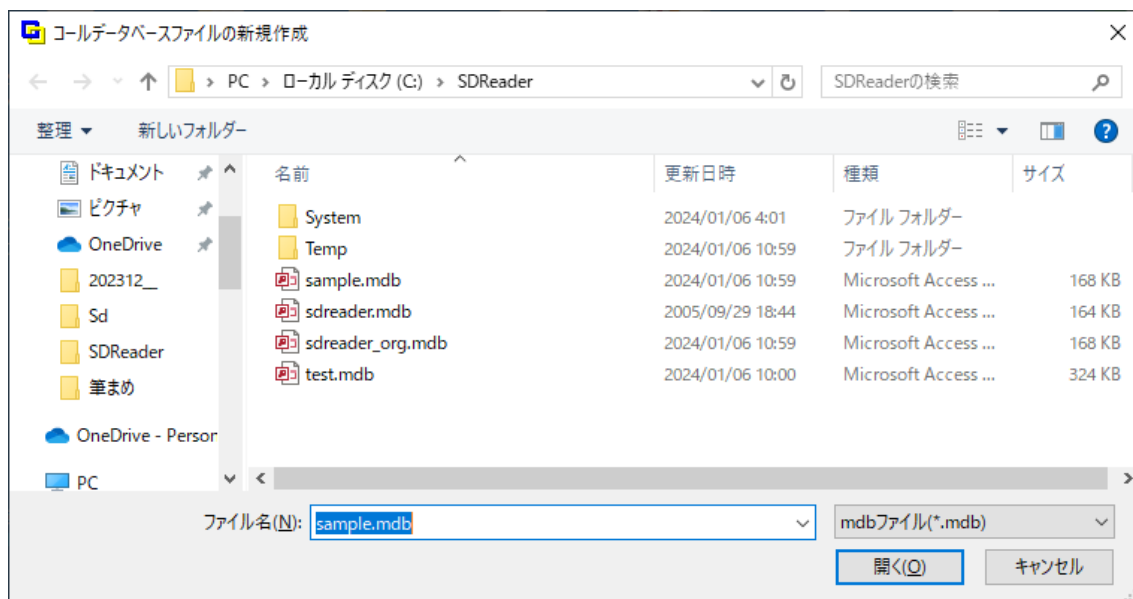 コールデータベースファイルの新規作成
PC › ローカル ディスク (C:) › SDReader
SDReaderの検索
整理
新しいフォルダー
ドキュメント
ピクチャ
OneDrive
202312__
Sd
SDReader
筆まめ
OneDrive - Person
PC
名前 更新日時 種類 サイズ
System 2024/01/06 4:01 ファイル フォルダー
Temp 2024/01/06 10:59 ファイル フォルダー
sample.mdb 2024/01/06 10:59 Microsoft Access ... 168 KB
sdreader.mdb 2005/09/29 18:44 Microsoft Access ... 164 KB
sdreader_org.mdb 2024/01/06 10:59 Microsoft Access ... 168 KB
test.mdb 2024/01/06 10:00 Microsoft Access ... 324 KB
ファイル名(N): sample.mdb
mdbファイル(*.mdb)
開く(O)
キャンセル